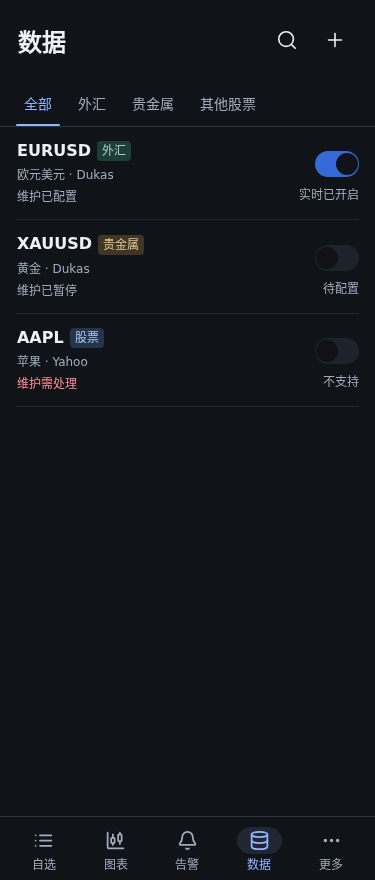 数据
全部 外汇 贵金属 其他股票
EURUSD 外汇
欧元美元 · Dukas
维护已配置
实时已开启
XAUUSD 贵金属
黄金 · Dukas
维护已暂停
待配置
AAPL 股票
苹果 · Yahoo
维护需处理
不支持
自选 图表 告警 数据 更多